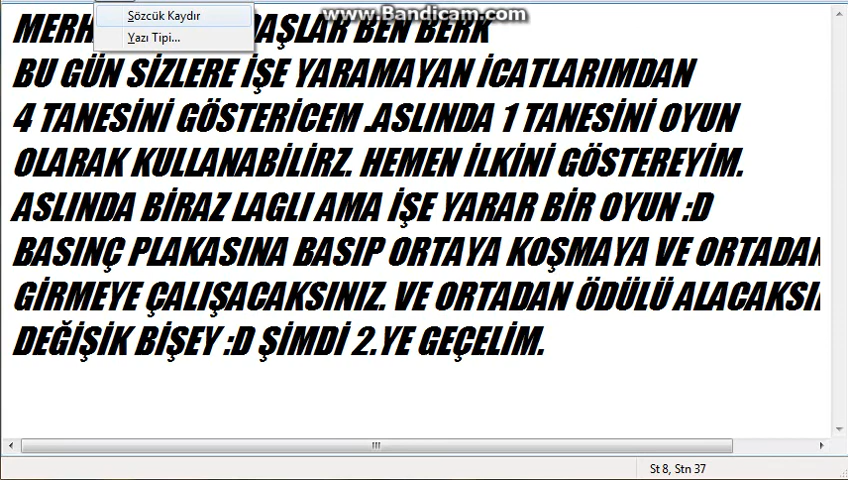 www.Bandicam.com
Sözcük Kaydır
Yazı Tipi...
MERH AŞLAR BEN BERK
BU GÜN SİZLERE İŞE YARAMAYAN İCATLARIMDAN
4 TANESİNİ GÖSTERİCEM .ASLINDA 1 TANESİNİ OYUN
OLARAK KULLANABİLİRZ. HEMEN İLKİNİ GÖSTEREYİM.
ASLINDA BİRAZ LAGLI AMA İŞE YARAR BİR OYUN :D
BASINÇ PLAKASINA BASIP ORTAYA KOŞMAYA VE ORTADAN
GİRMEYE ÇALIŞACAKSINIZ. VE ORTADAN ÖDÜLÜ ALACAKSI
DEĞİŞİK BİŞEY :D ŞİMDİ 2.YE GEÇELİM.
St 8, Stn 37